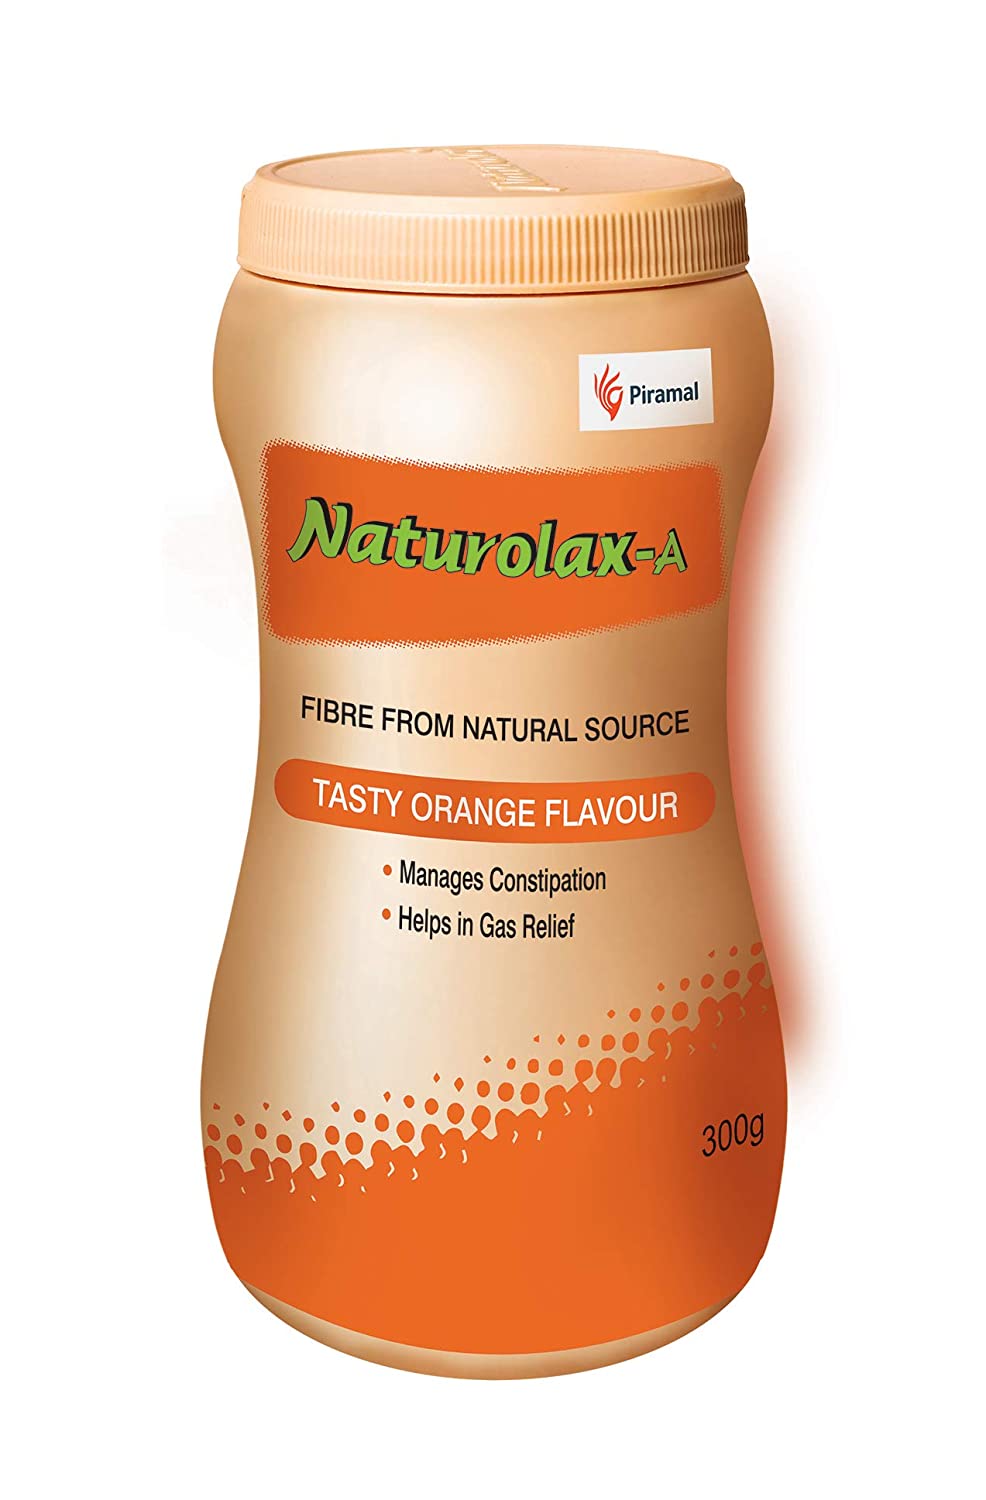 Piramal
Naturolax-A
FIBRE FROM NATURAL SOURCE
TASTY ORANGE FLAVOUR
• Manages Constipation
• Helps in Gas Relief
300g